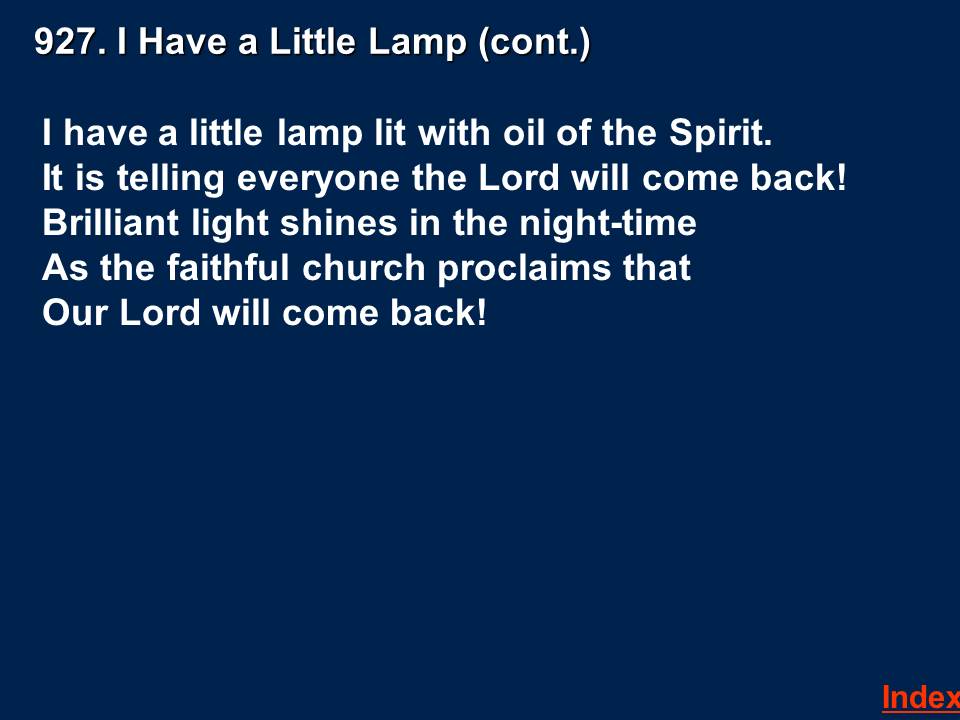 927. I Have a Little Lamp (cont.)
I have a little lamp lit with oil of the Spirit.
It is telling everyone the Lord will come back!
Brilliant light shines in the night-time
As the faithful church proclaims that
Our Lord will come back!
Index